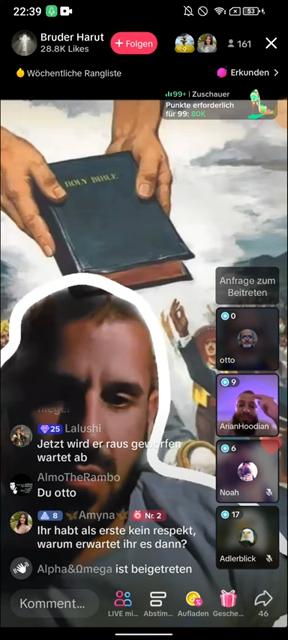 22:39
53
Bruder Harut
28.8K Likes
+ Folgen
9
161
Wöchentliche Rangliste
Erkunden >
99+ | Zuschauer
Punkte erforderlich
für 99: 80K
HOLY BIBLE
Anfrage zum
Beitreten
0
otto
9
ArianHoodian
6
Noah
17
Adlerblick
25 Lalushi
Jetzt wird er raus geworfen
wartet ab
AlmoTheRambo
Du otto
8 Amyna Nr. 2
Ihr habt als erste kein respekt,
warum erwartet ihr es dann?
Alpha&Ωmega ist beigetreten
Komment...
LIVE mi...
Abstim...
Aufladen
Gesche...
46